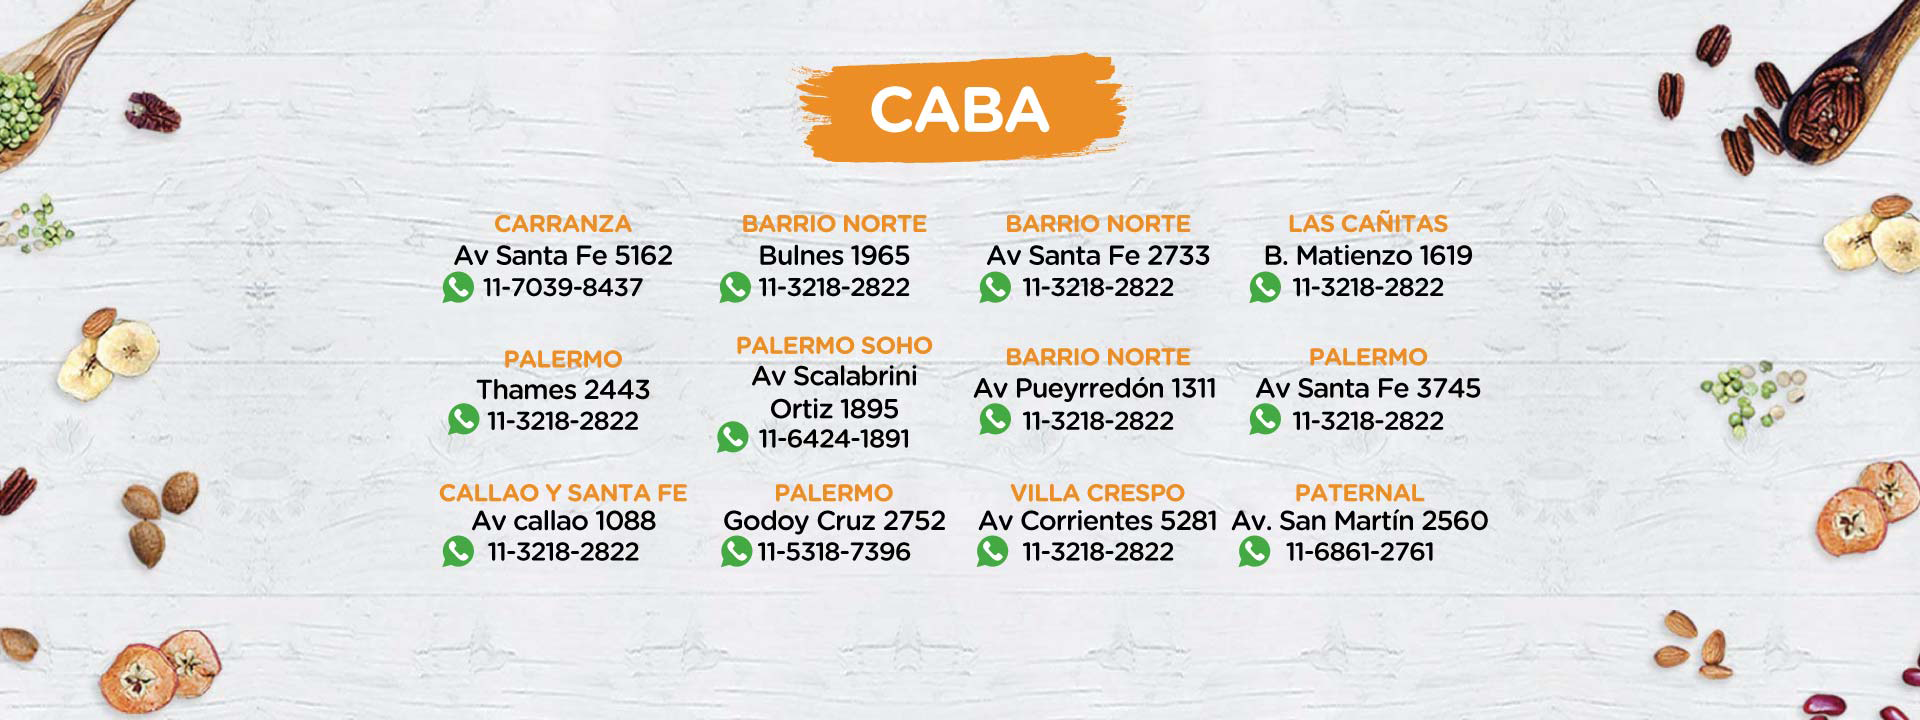 CABA
CARRANZA
Av Santa Fe 5162
11-7039-8437
BARRIO NORTE
Bulnes 1965
11-3218-2822
BARRIO NORTE
Av Santa Fe 2733
11-3218-2822
LAS CAÑITAS
B. Matienzo 1619
11-3218-2822
PALERMO
Thames 2443
11-3218-2822
PALERMO SOHO
Av Scalabrini
Ortiz 1895
11-6424-1891
BARRIO NORTE
Av Pueyrredón 1311
11-3218-2822
PALERMO
Av Santa Fe 3745
11-3218-2822
CALLAO Y SANTA FE
Av callao 1088
11-3218-2822
PALERMO
Godoy Cruz 2752
11-5318-7396
VILLA CRESPO
Av Corrientes 5281
11-3218-2822
PATERNAL
Av. San Martín 2560
11-6861-2761